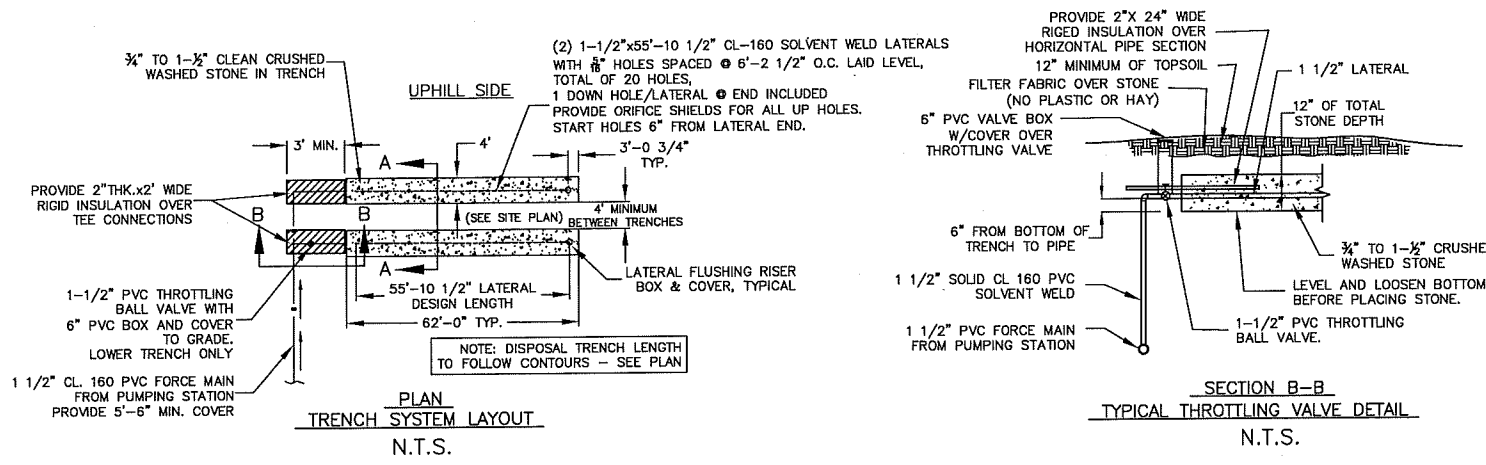 ¾" TO 1-½" CLEAN CRUSHED
WASHED STONE IN TRENCH
UPHILL SIDE
(2) 1-1/2"x55'-10 1/2" CL-160 SOLVENT WELD LATERALS
WITH 5/16" HOLES SPACED @ 6'-2 1/2" O.C. LAID LEVEL,
TOTAL OF 20 HOLES,
1 DOWN HOLE/LATERAL @ END INCLUDED
PROVIDE ORIFICE SHIELDS FOR ALL UP HOLES.
START HOLES 6" FROM LATERAL END.
3' MIN.
A
4'
3'-0 3/4"
TYP.
PROVIDE 2"THK.x2' WIDE
RIGID INSULATION OVER
TEE CONNECTIONS
B
B
(SEE SITE PLAN)
4' MINIMUM
BETWEEN TRENCHES
A
LATERAL FLUSHING RISER
BOX & COVER, TYPICAL
55'-10 1/2" LATERAL
DESIGN LENGTH
62'-0" TYP.
1-1/2" PVC THROTTLING
BALL VALVE WITH
6" PVC BOX AND COVER
TO GRADE.
LOWER TRENCH ONLY
NOTE: DISPOSAL TRENCH LENGTH
TO FOLLOW CONTOURS - SEE PLAN
1 1/2" CL. 160 PVC FORCE MAIN
FROM PUMPING STATION
PROVIDE 5'-6" MIN. COVER
PLAN
TRENCH SYSTEM LAYOUT
N.T.S.
PROVIDE 2"X 24" WIDE
RIGED INSULATION OVER
HORIZONTAL PIPE SECTION
12" MINIMUM OF TOPSOIL
FILTER FABRIC OVER STONE
(NO PLASTIC OR HAY)
1 1/2" LATERAL
6" PVC VALVE BOX
W/COVER OVER
THROTTLING VALVE
12" OF TOTAL
STONE DEPTH
6" FROM BOTTOM OF
TRENCH TO PIPE
¾" TO 1-½" CRUSHE
WASHED STONE
1 1/2" SOLID CL 160 PVC
SOLVENT WELD
LEVEL AND LOOSEN BOTTOM
BEFORE PLACING STONE.
1 1/2" PVC FORCE MAIN
FROM PUMPING STATION
1-1/2" PVC THROTTLING
BALL VALVE.
SECTION B-B
TYPICAL THROTTLING VALVE DETAIL
N.T.S.